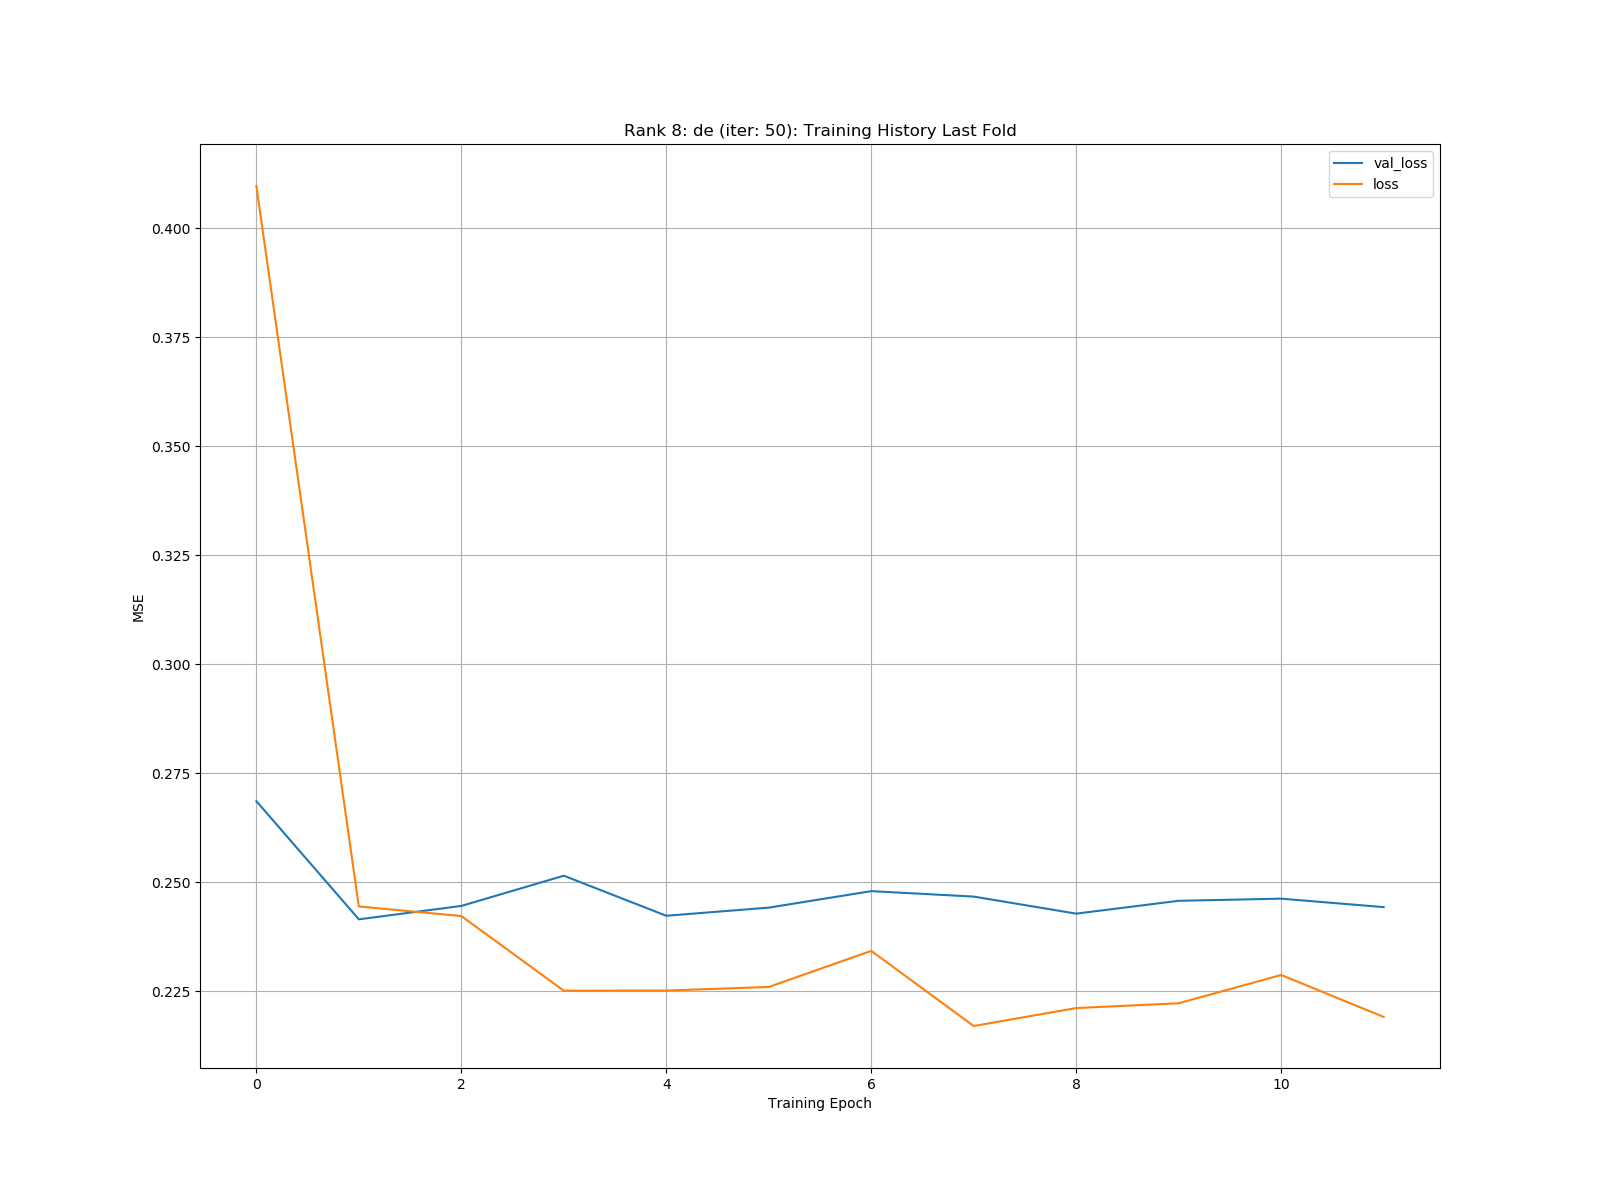 Rank 8: de (iter: 50): Training History Last Fold
val_loss
loss
0.400
0.375
0.350
0.325
0.300
0.275
0.250
0.225
MSE
0 2 4 6 8 10
Training Epoch